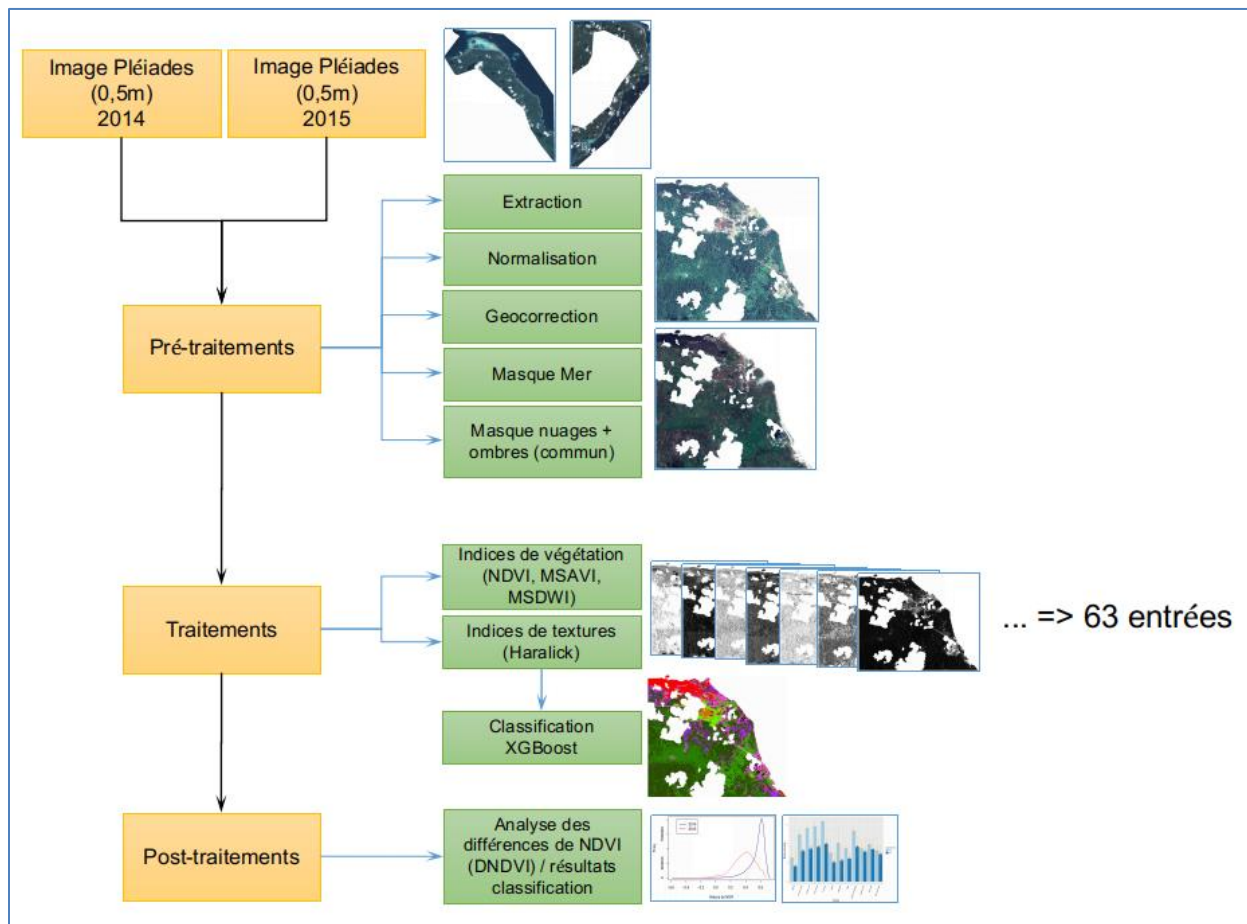 Image Pléiades
(0,5m)
2014
Image Pléiades
(0,5m)
2015
Extraction
Normalisation
Geocorrection
Masque Mer
Masque nuages +
ombres (commun)
Pré-traitements
Indices de végétation
(NDVI, MSAVI,
MSDWI)
Traitements
Indices de textures
(Haralick)
... => 63 entrées
Classification
XGBoost
Post-traitements
Analyse des
différences de NDVI
(DNDVI) / résultats
classification